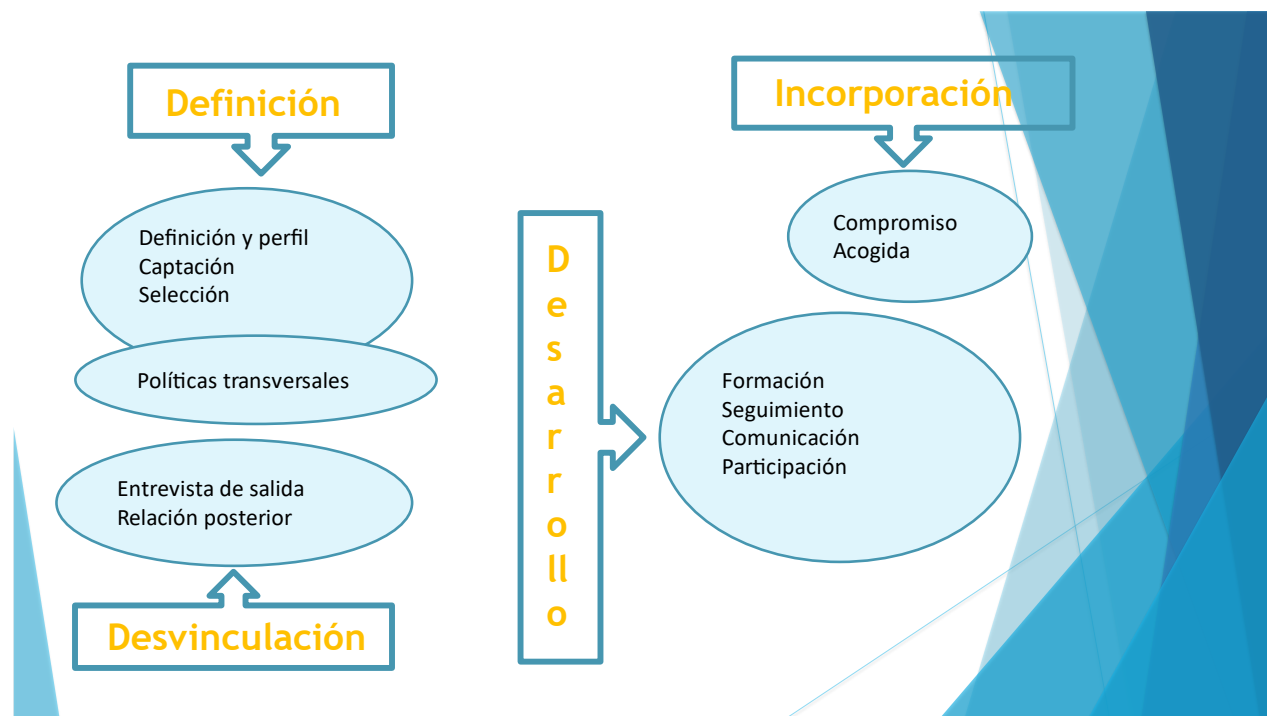 Definición
Definición y perfil
Captación
Selección
Políticas transversales
Entrevista de salida
Relación posterior
Desvinculación
Desarrollo
Incorporación
Compromiso
Acogida
Formación
Seguimiento
Comunicación
Participación